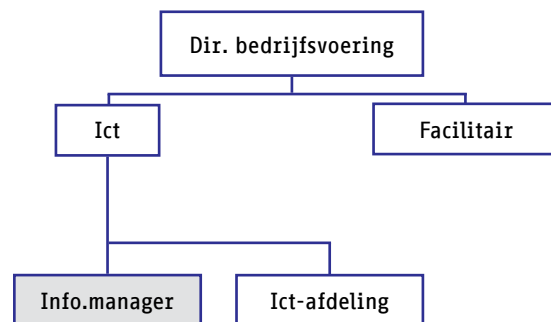 Dir. bedrijfsvoering
Ict
Facilitair
Info.manager
Ict-afdeling